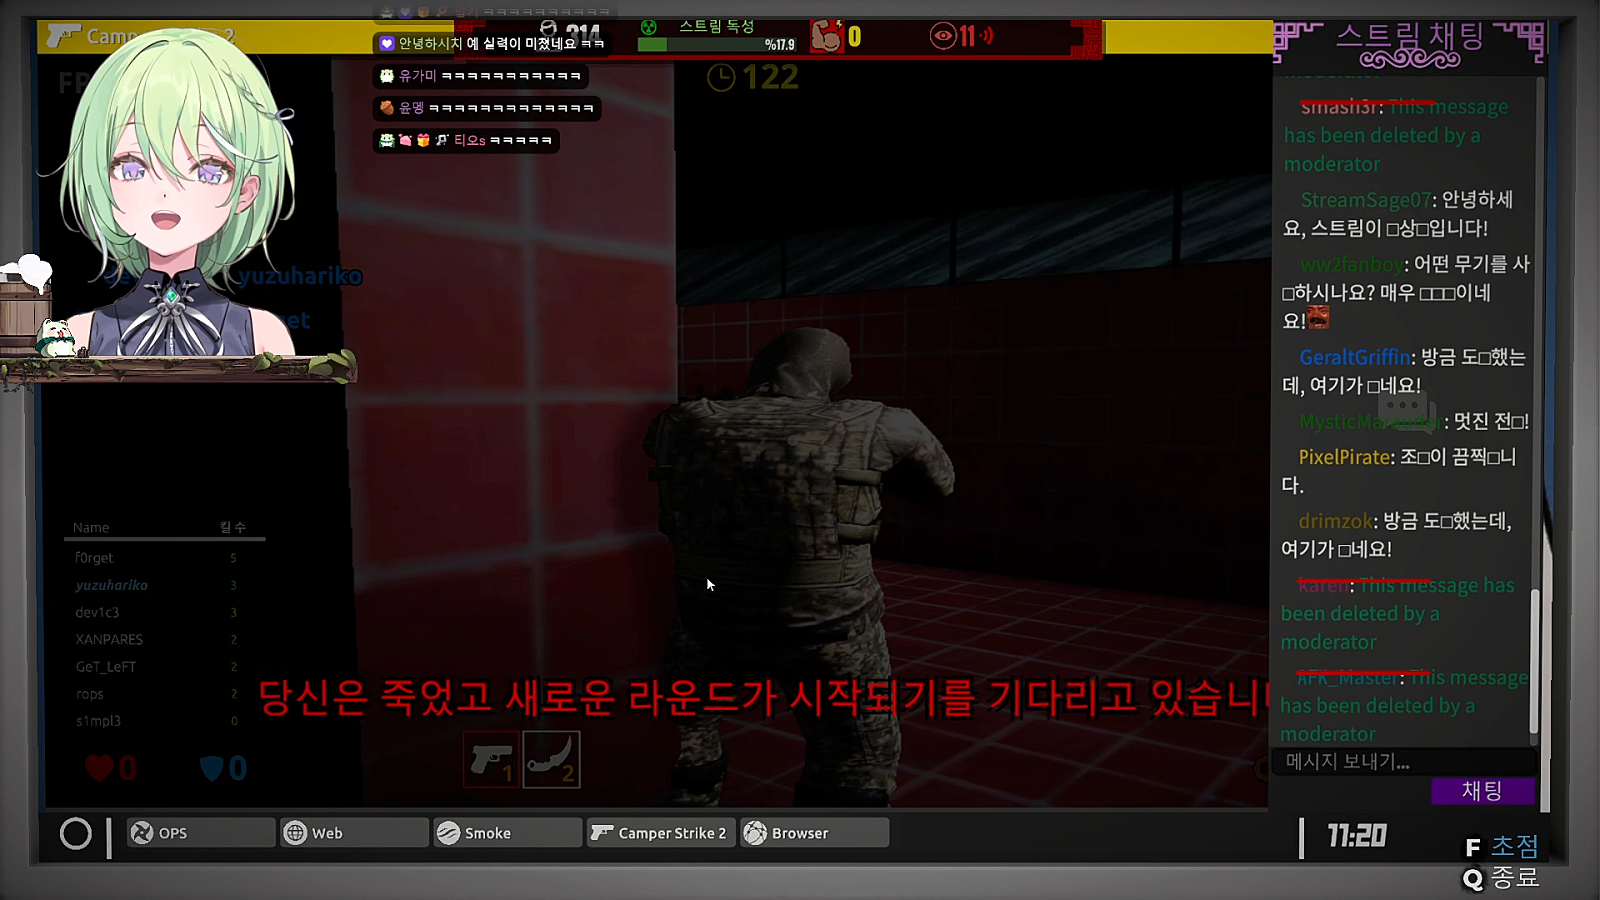 314
스트림 독성
%17.9
0
11
안녕하시치 예 실력이 미쳤네요 ㅋㅋ
유가미 ㅋㅋㅋㅋㅋㅋㅋㅋㅋㅋㅋ
윤멩 ㅋㅋㅋㅋㅋㅋㅋㅋㅋㅋㅋㅋㅋ
티오s ㅋㅋㅋㅋㅋ
122
yuzuhariko
Name 킬 수
f0rget 5
yuzuhariko 3
dev1c3 3
XANPARES 2
GeT_LeFT 2
rops 2
s1mpl3 0
당신은 죽었고 새로운 라운드가 시작되기를 기다리고 있습니
0 0
1 2
스트림 채팅
moderator
smash3r: This message
has been deleted by a
moderator
StreamSage07: 안녕하세
요, 스트림이 □상□입니다!
ww2fanboy: 어떤 무기를 사
□하시나요? 매우 □□□이네
요!
GeraltGriffin: 방금 도□했는
데, 여기가 □네요!
MysticMarauder: 멋진 전□!
PixelPirate: 조□이 끔찍□니
다.
drimzok: 방금 도□했는데,
여기가 □네요!
karen: This message has
been deleted by a
moderator
AFK_Master: This message
has been deleted by a
moderator
메시지 보내기...
채팅
OPS
Web
Smoke
Camper Strike 2
Browser
11:20
F 초점
Q 종료